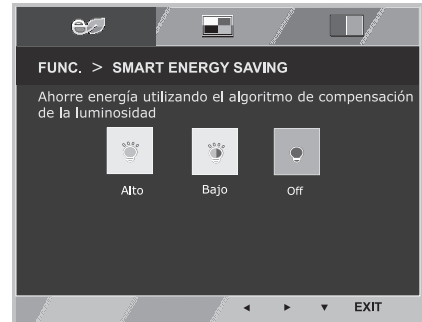 FUNC. > SMART ENERGY SAVING
Ahorre energía utilizando el algoritmo de compensación
de la luminosidad
Alto Bajo Off
EXIT